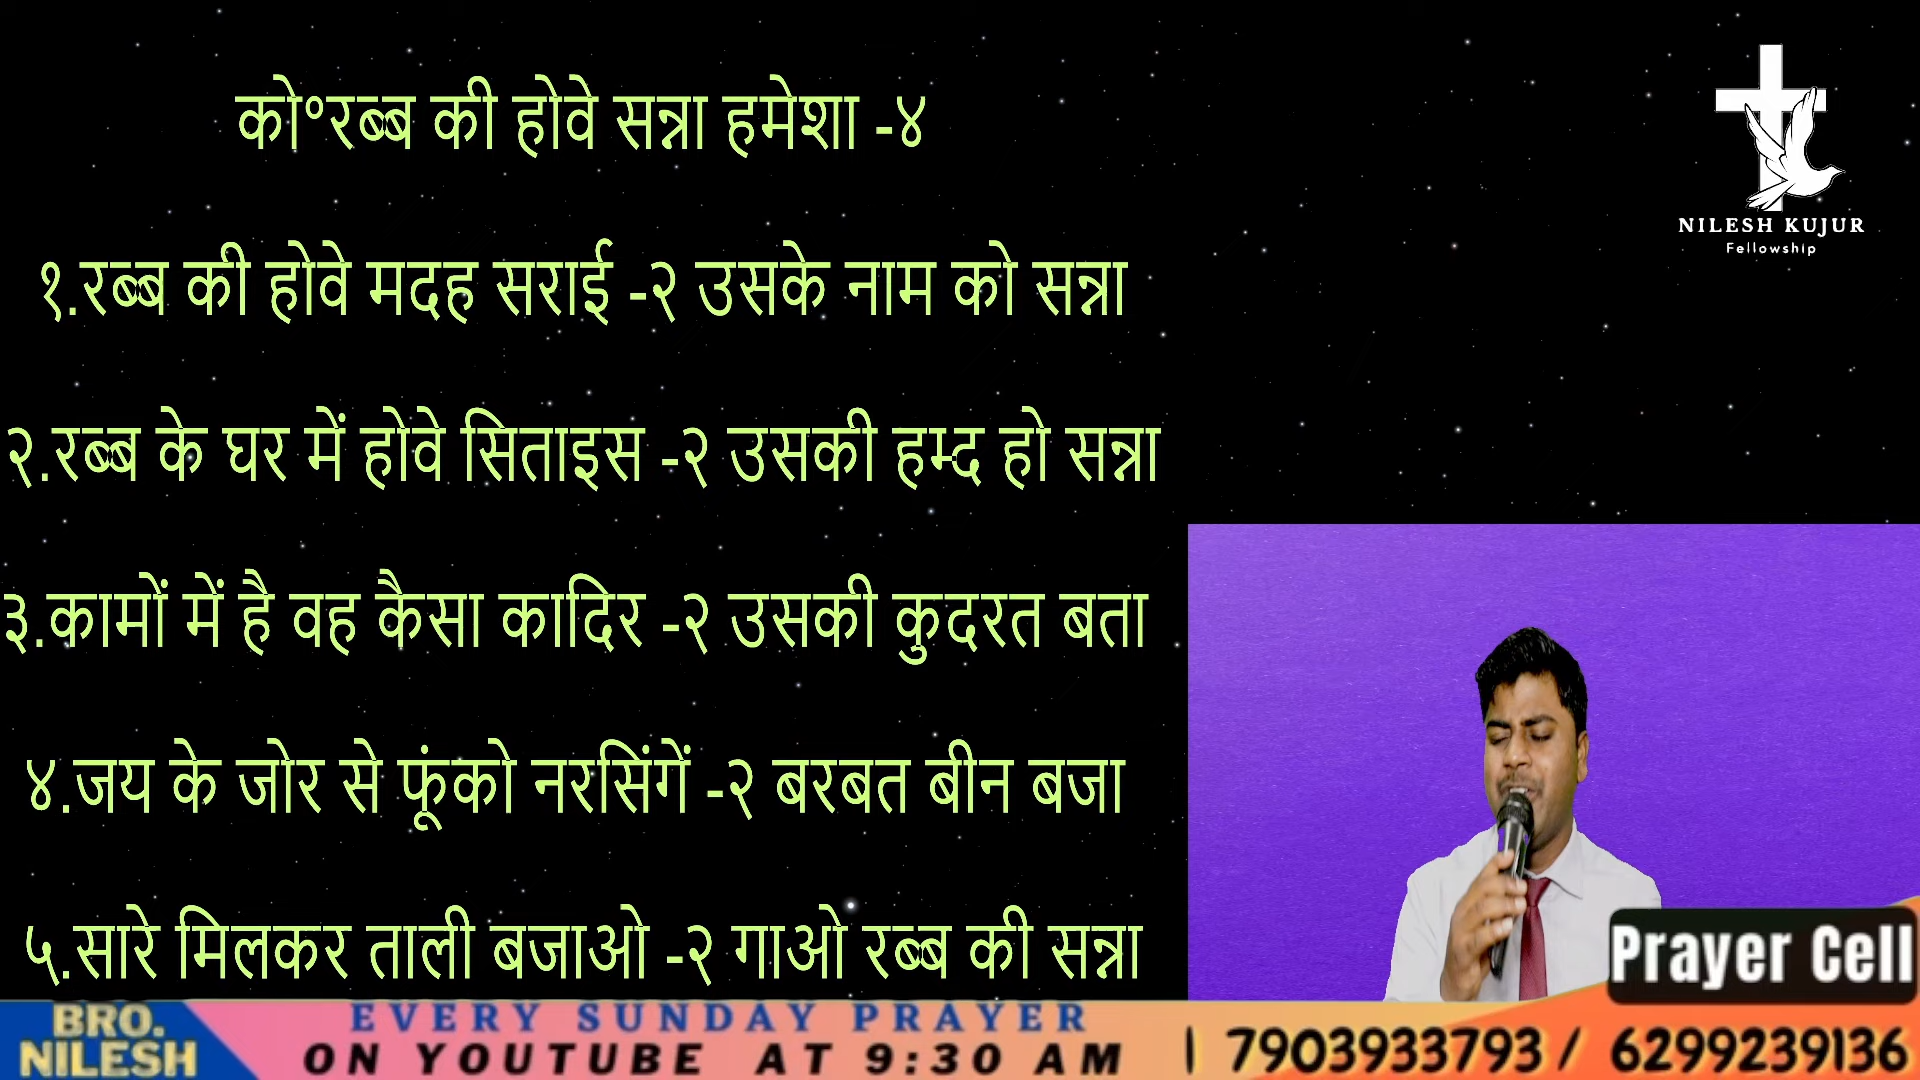 को°रब्ब की होवे सन्ना हमेशा -४
१.रब्ब की होवे मदह सराई -२ उसके नाम को सन्ना
२.रब्ब के घर में होवे सिताइस -२ उसकी हम्द हो सन्ना
३.कामों में है वह कैसा कादिर -२ उसकी कुदरत बता
४.जय के जोर से फूंको नरसिंगें -२ बरबत बीन बजा
५.सारे मिलकर ताली बजाओ -२ गाओ रब्ब की सन्ना
NILESH KUJUR
Fellowship
Prayer Cell
BRO.
NILESH
EVERY SUNDAY PRAYER
ON YOUTUBE AT 9:30 AM
| 7903933793 / 6299239136